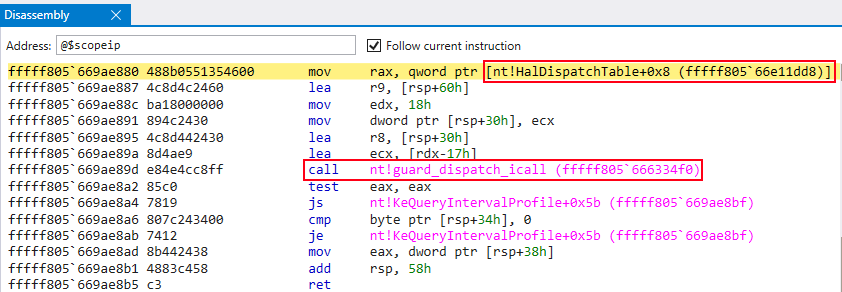 Disassembly
Address: @$scopeip Follow current instruction
fffff805`669ae880 488b0551354600 mov rax, qword ptr [nt!HalDispatchTable+0x8 (fffff805`66e11dd8)]
fffff805`669ae887 4c8d4c2460 lea r9, [rsp+60h]
fffff805`669ae88c ba18000000 mov edx, 18h
fffff805`669ae891 894c2430 mov dword ptr [rsp+30h], ecx
fffff805`669ae895 4c8d442430 lea r8, [rsp+30h]
fffff805`669ae89a 8d4ae9 lea ecx, [rdx-17h]
fffff805`669ae89d e84e4cc8ff call nt!guard_dispatch_icall (fffff805`666334f0)
fffff805`669ae8a2 85c0 test eax, eax
fffff805`669ae8a4 7819 js nt!KeQueryIntervalProfile+0x5b (fffff805`669ae8bf)
fffff805`669ae8a6 807c243400 cmp byte ptr [rsp+34h], 0
fffff805`669ae8ab 7412 je nt!KeQueryIntervalProfile+0x5b (fffff805`669ae8bf)
fffff805`669ae8ad 8b442438 mov eax, dword ptr [rsp+38h]
fffff805`669ae8b1 4883c458 add rsp, 58h
fffff805`669ae8b5 c3 ret